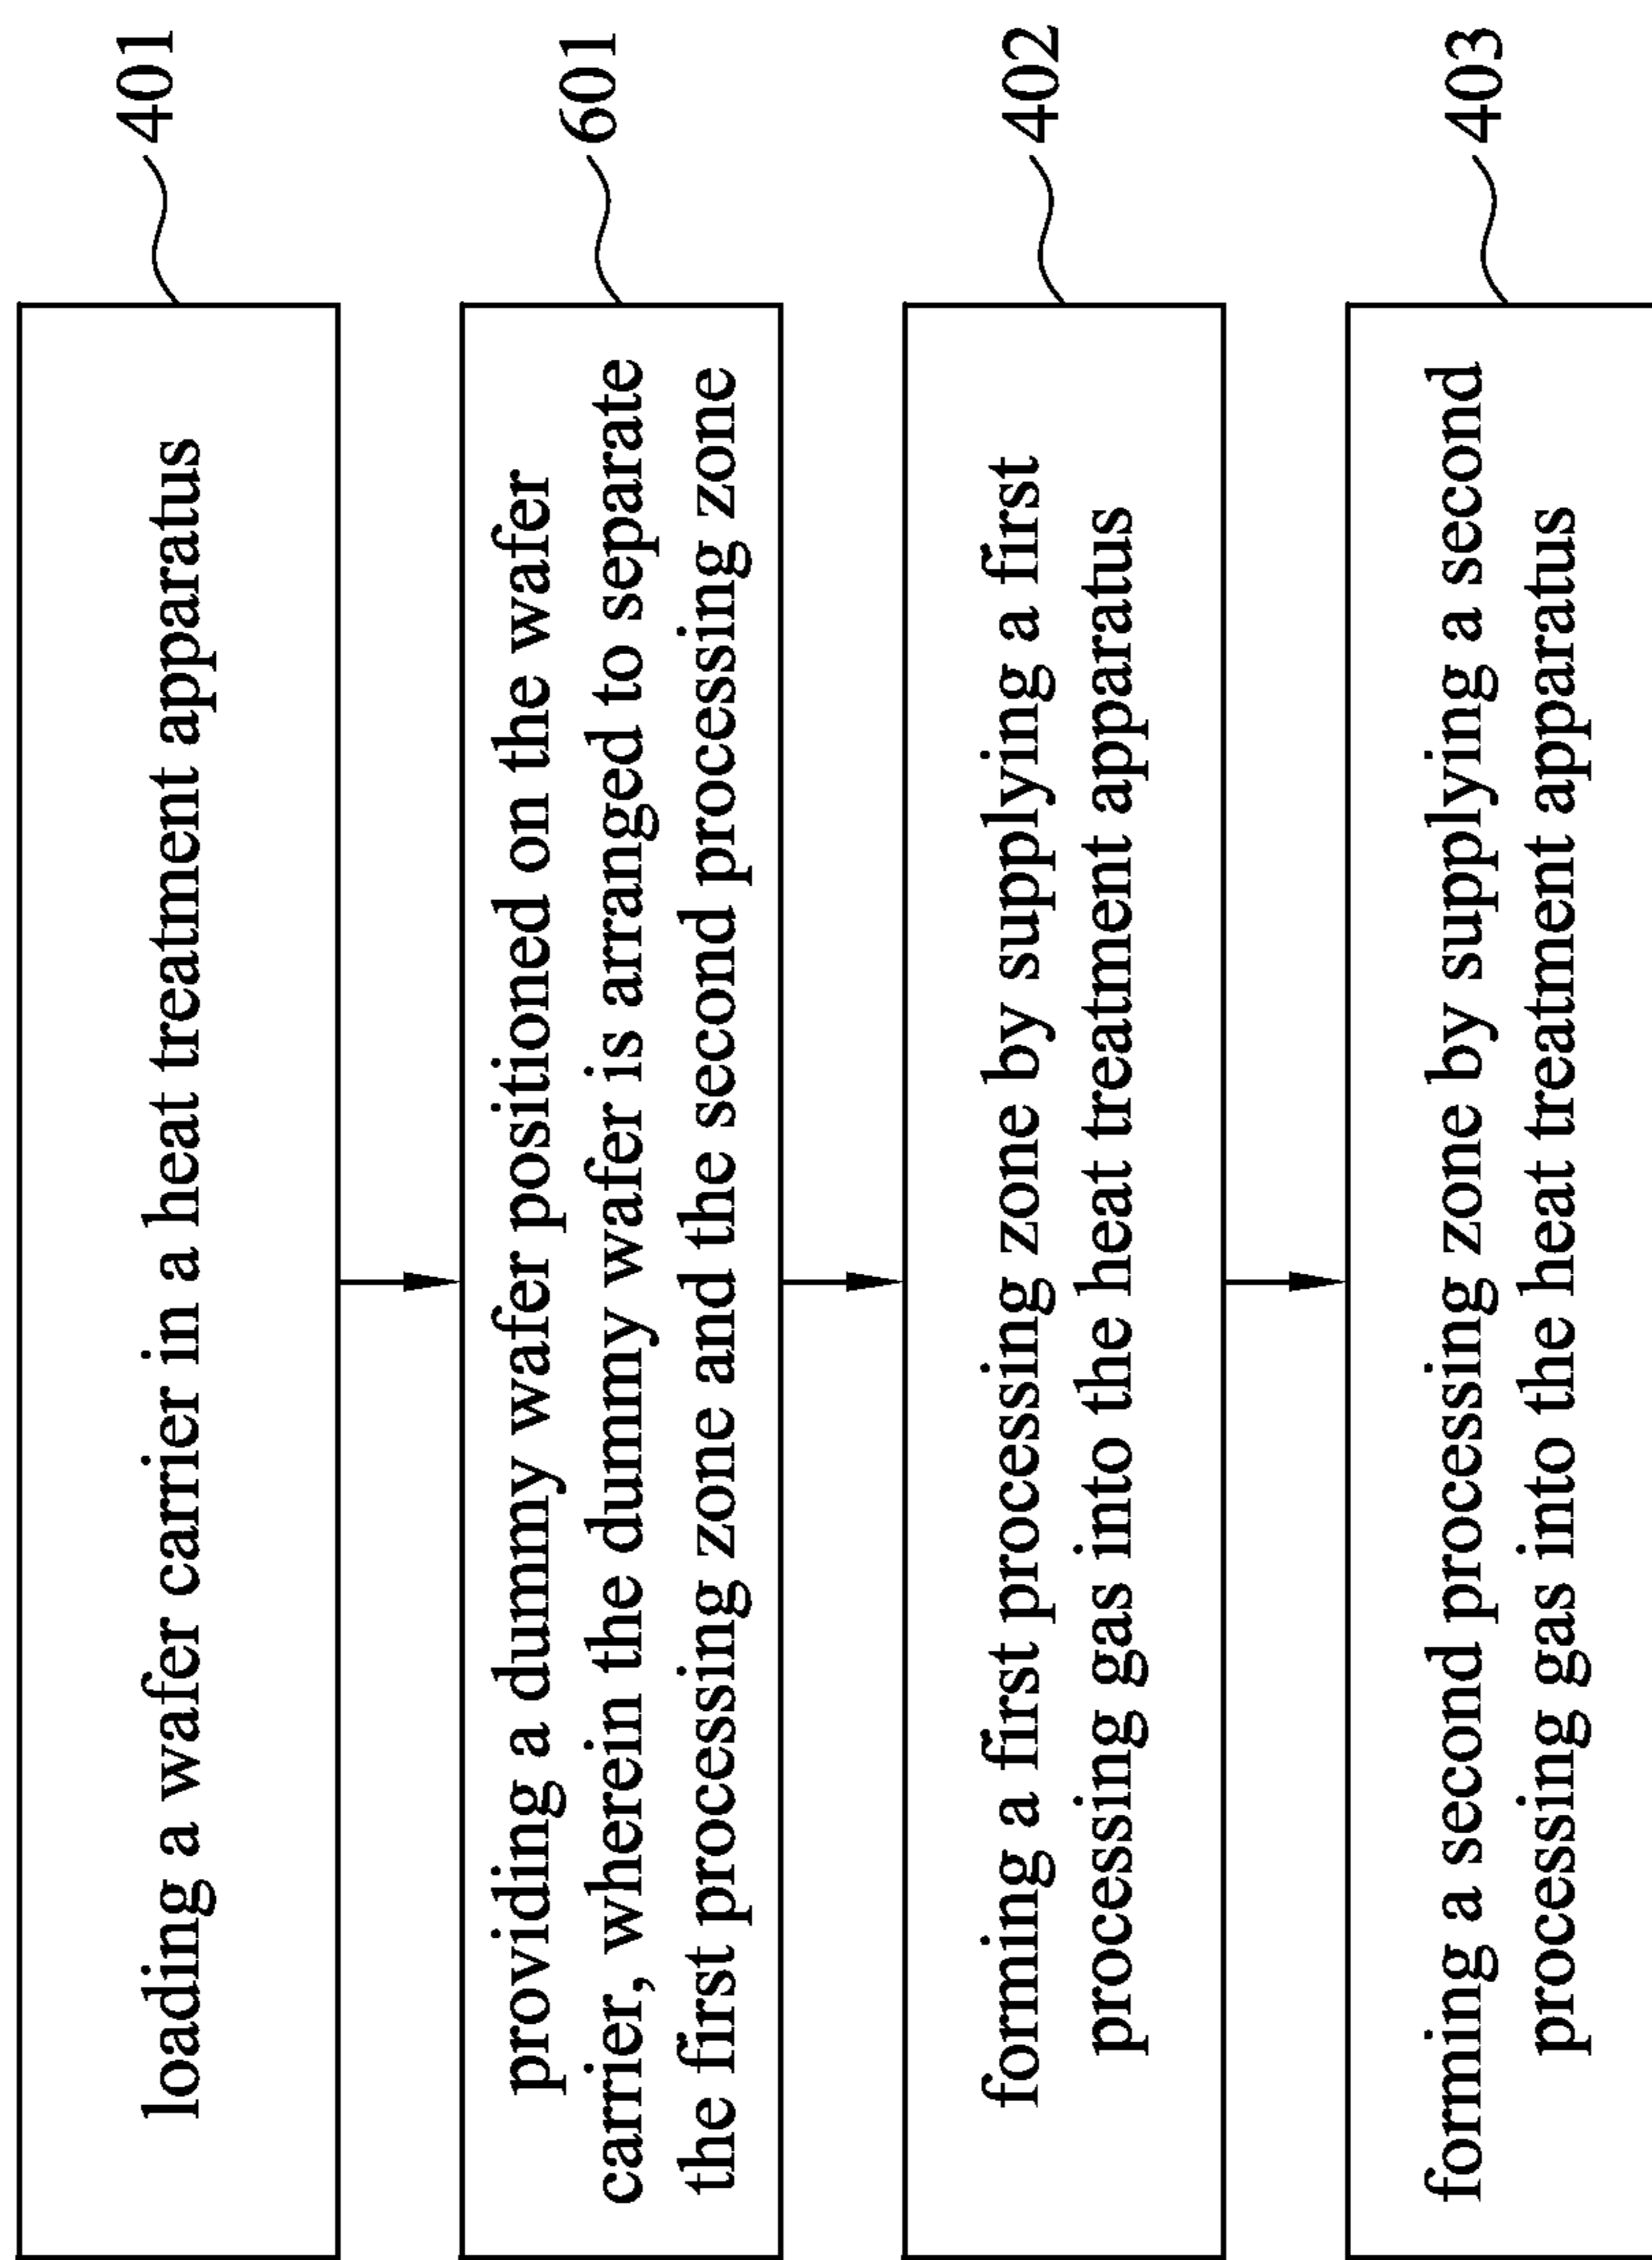 loading a wafer carrier in a heat treatment apparatus
401
providing a dummy wafer positioned on the wafer
carrier, wherein the dummy wafer is arranged to separate
the first processing zone and the second processing zone
601
forming a first processing zone by supplying a first
processing gas into the heat treatment apparatus
402
forming a second processing zone by supplying a second
processing gas into the heat treatment apparatus
403